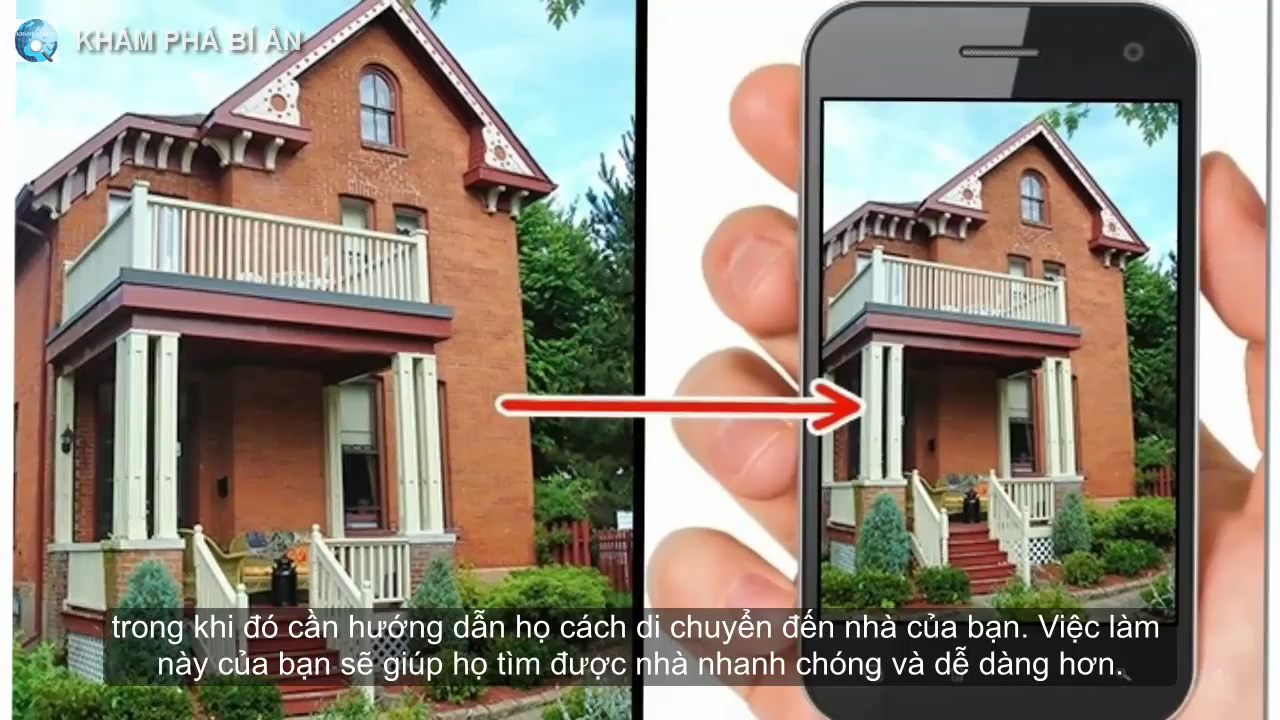 KHÁM PHÁ BÍ ẨN
trong khi đó cần hướng dẫn họ cách di chuyển đến nhà của bạn. Việc làm
này của bạn sẽ giúp họ tìm được nhà nhanh chóng và dễ dàng hơn.